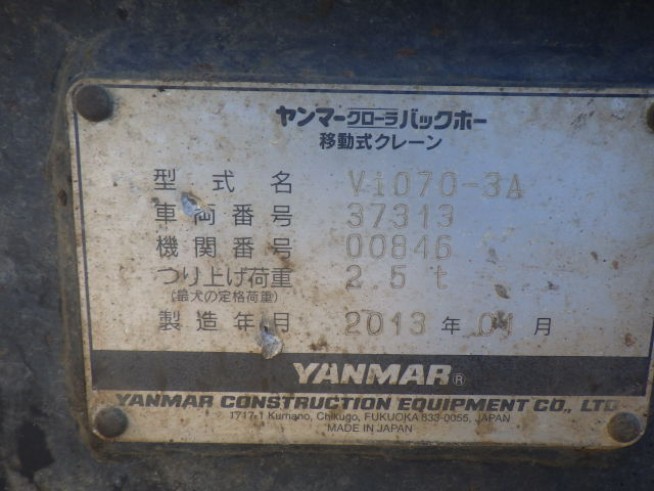 ヤンマークローラバックホー
移動式クレーン
型式名 ViO70-3A
車両番号 37313
機関番号 00846
つり上げ荷重 2.5 t
(最大の定格荷重)
製造年月 2013 年 01 月
YANMAR®
YANMAR CONSTRUCTION EQUIPMENT CO., LTD
1717-1 Kumano, Chikugo, FUKUOKA 833-0055, JAPAN
MADE IN JAPAN